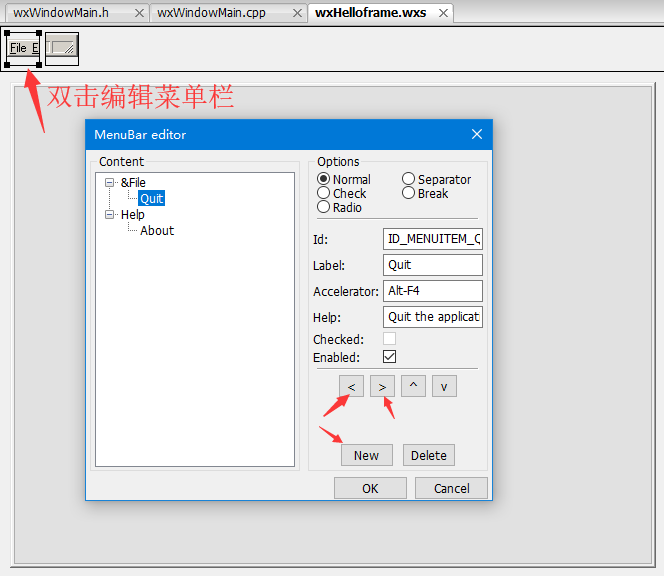 wxWindowMain.h wxWindowMain.cpp wxHelloframe.wxs
File E
双击编辑菜单栏
MenuBar editor
Content
&File
Quit
Help
About
Options
Normal Separator
Check Break
Radio
Id: ID_MENUITEM_Q
Label: Quit
Accelerator: Alt-F4
Help: Quit the applicat
Checked:
Enabled:
< > ^ v
New Delete
OK Cancel